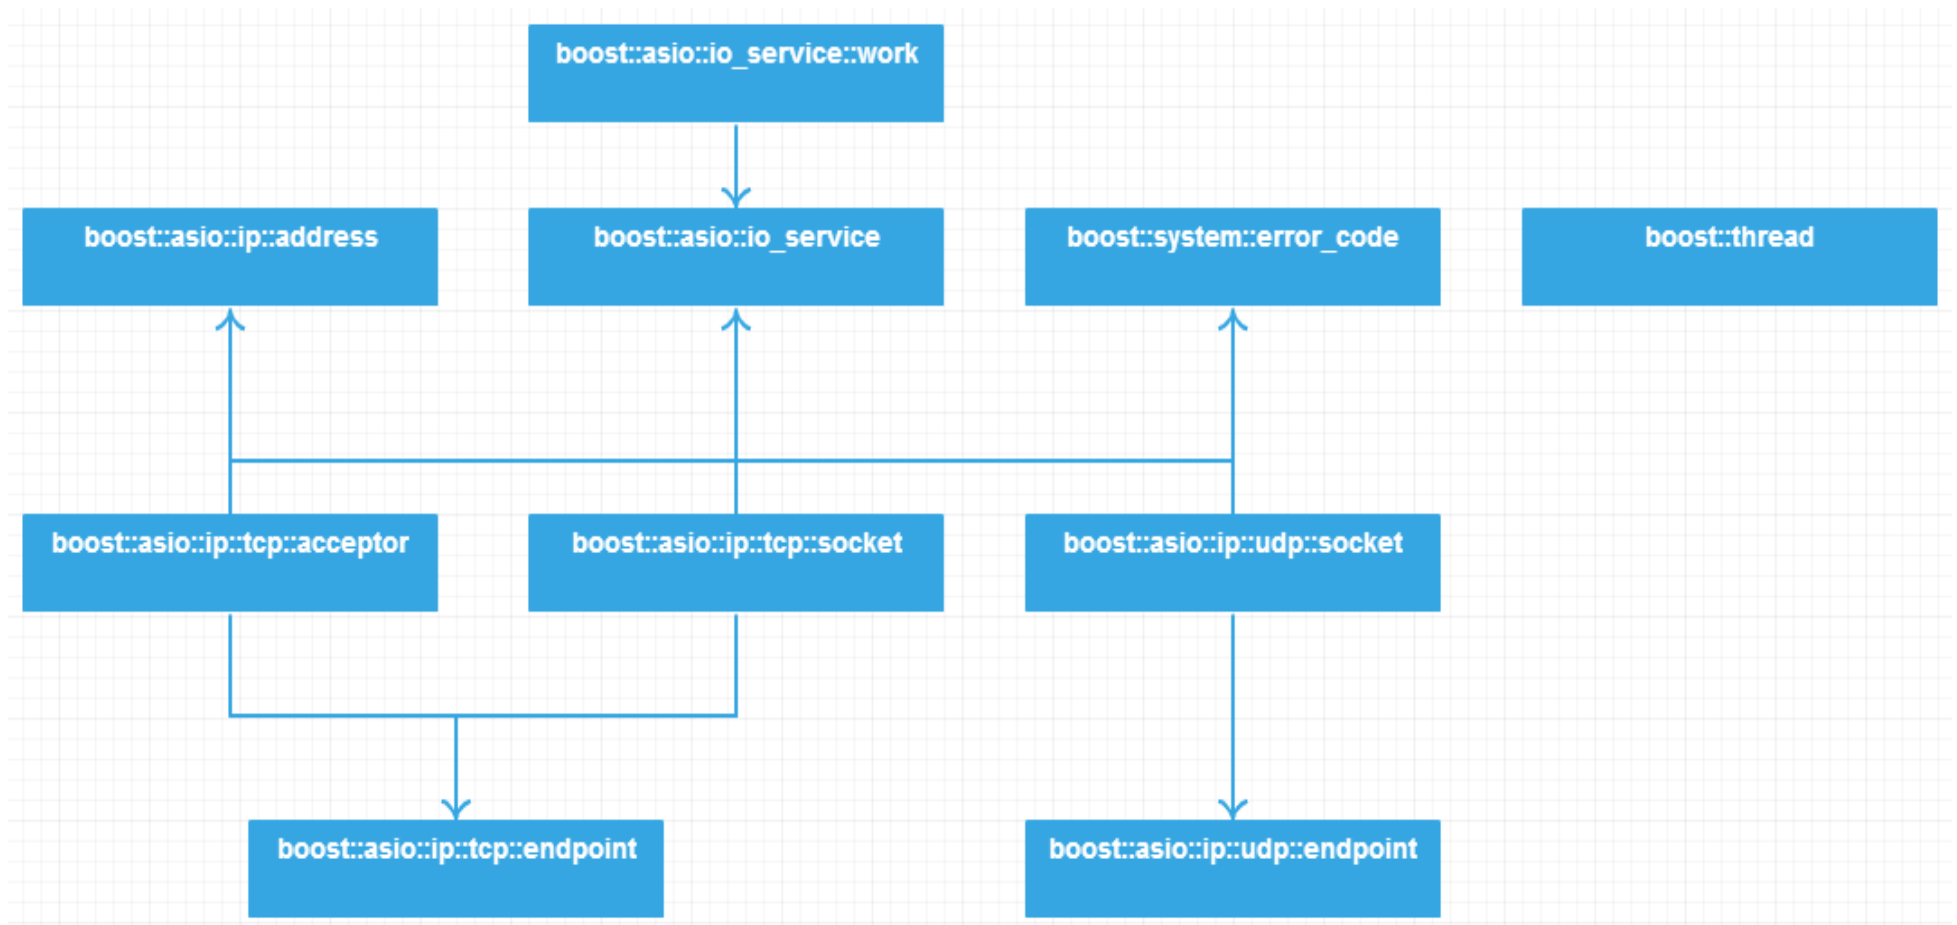 boost::asio::io_service::work
boost::asio::ip::address
boost::asio::io_service
boost::system::error_code
boost::thread
boost::asio::ip::tcp::acceptor
boost::asio::ip::tcp::socket
boost::asio::ip::udp::socket
boost::asio::ip::tcp::endpoint
boost::asio::ip::udp::endpoint